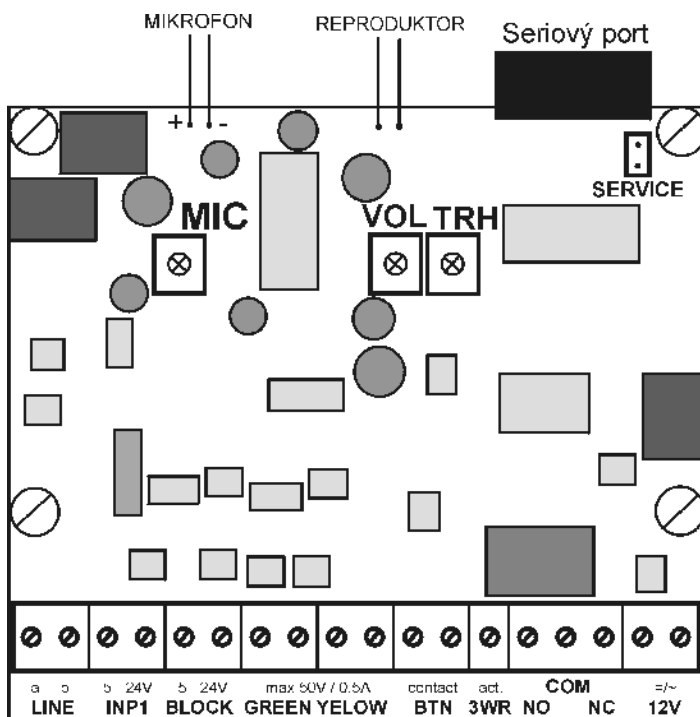 MIKROFON REPRODUKTOR Seriový port
+ -
SERVICE
MIC VOL TRH
a b 5 24V 5 24V max 50V / 0.5A contact act. COM =/~
LINE INP1 BLOCK GREEN YELOW BTN 3WR NO NC 12V